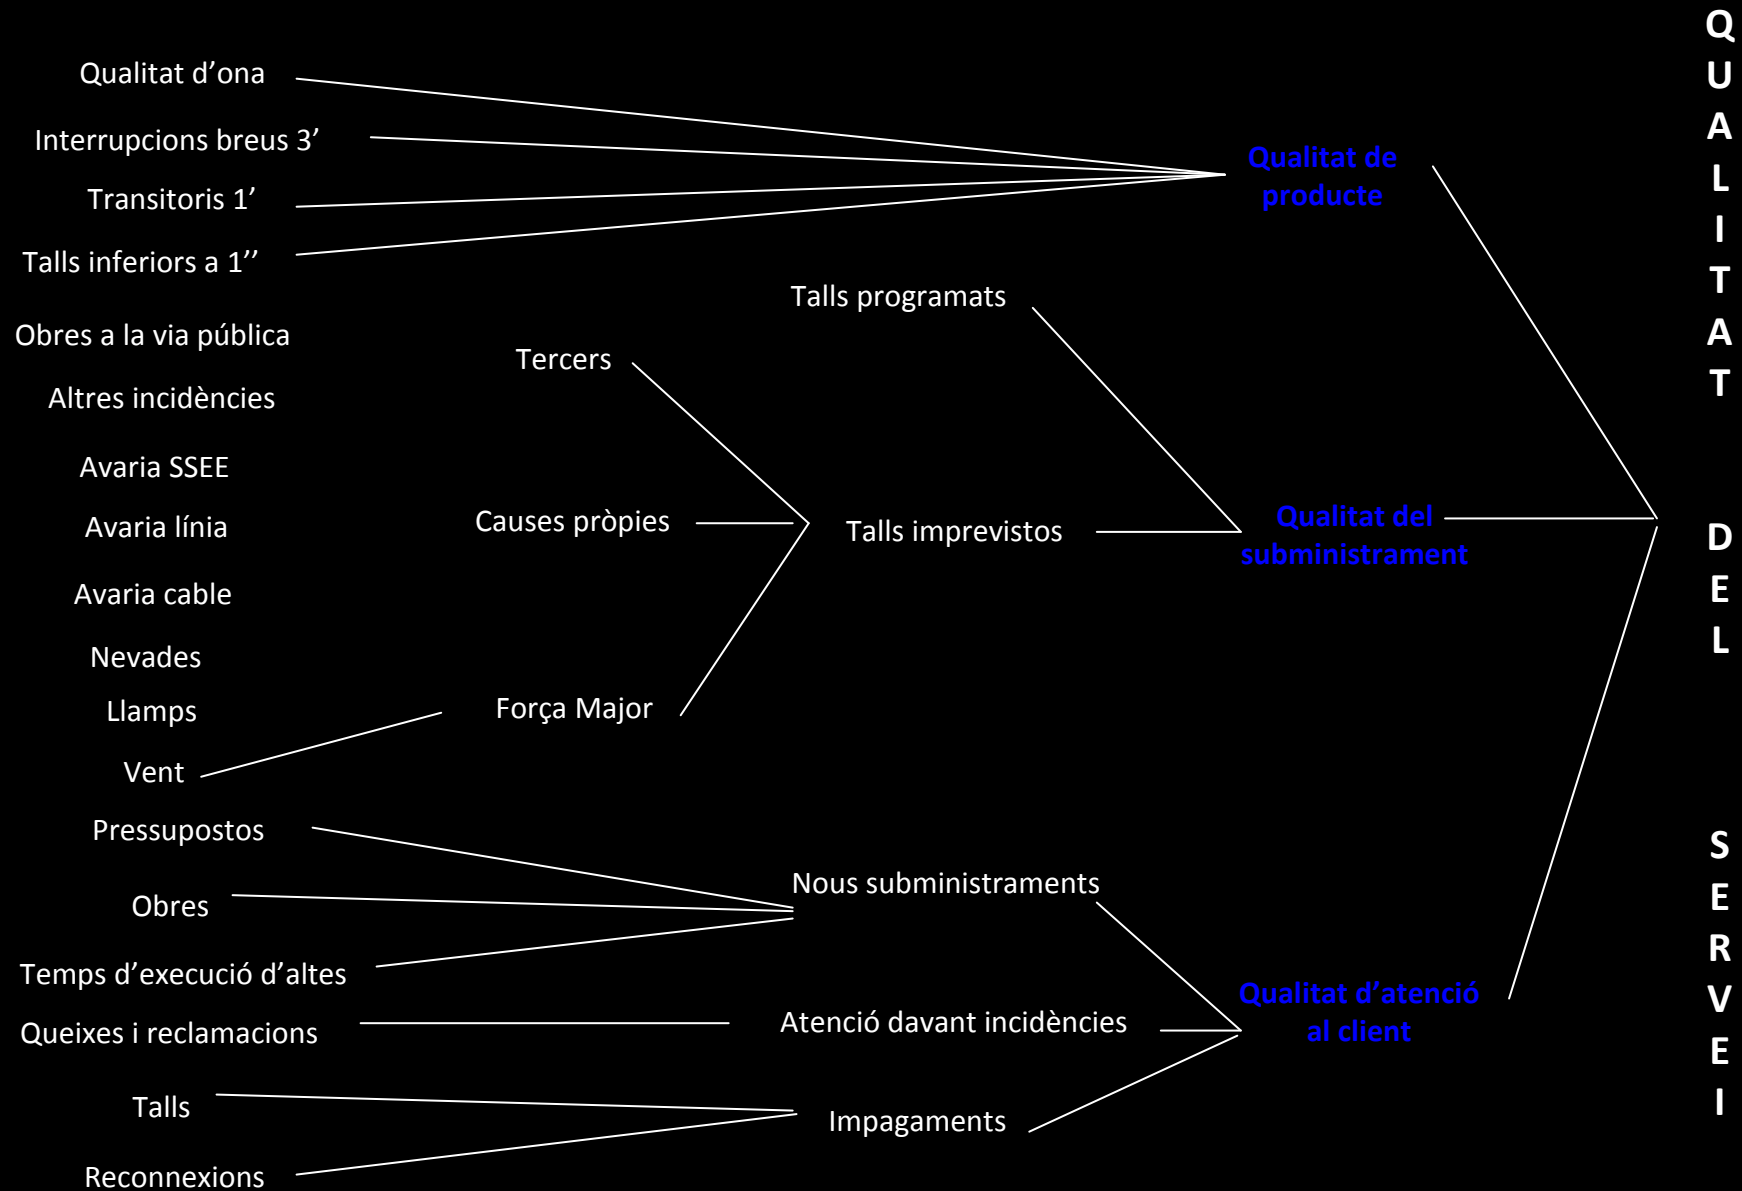 Qualitat d’ona
Interrupcions breus 3’
Transitoris 1’
Talls inferiors a 1’’
Obres a la via pública
Altres incidències
Avaria SSEE
Avaria línia
Avaria cable
Nevades
Llamps
Vent
Pressupostos
Obres
Temps d’execució d’altes
Queixes i reclamacions
Talls
Reconnexions
Tercers
Causes pròpies
Força Major
Talls programats
Talls imprevistos
Nous subministraments
Atenció davant incidències
Impagaments
Qualitat de
producte
Qualitat del
subministrament
Qualitat d’atenció
al client
QUALITAT
DEL
SERVEI